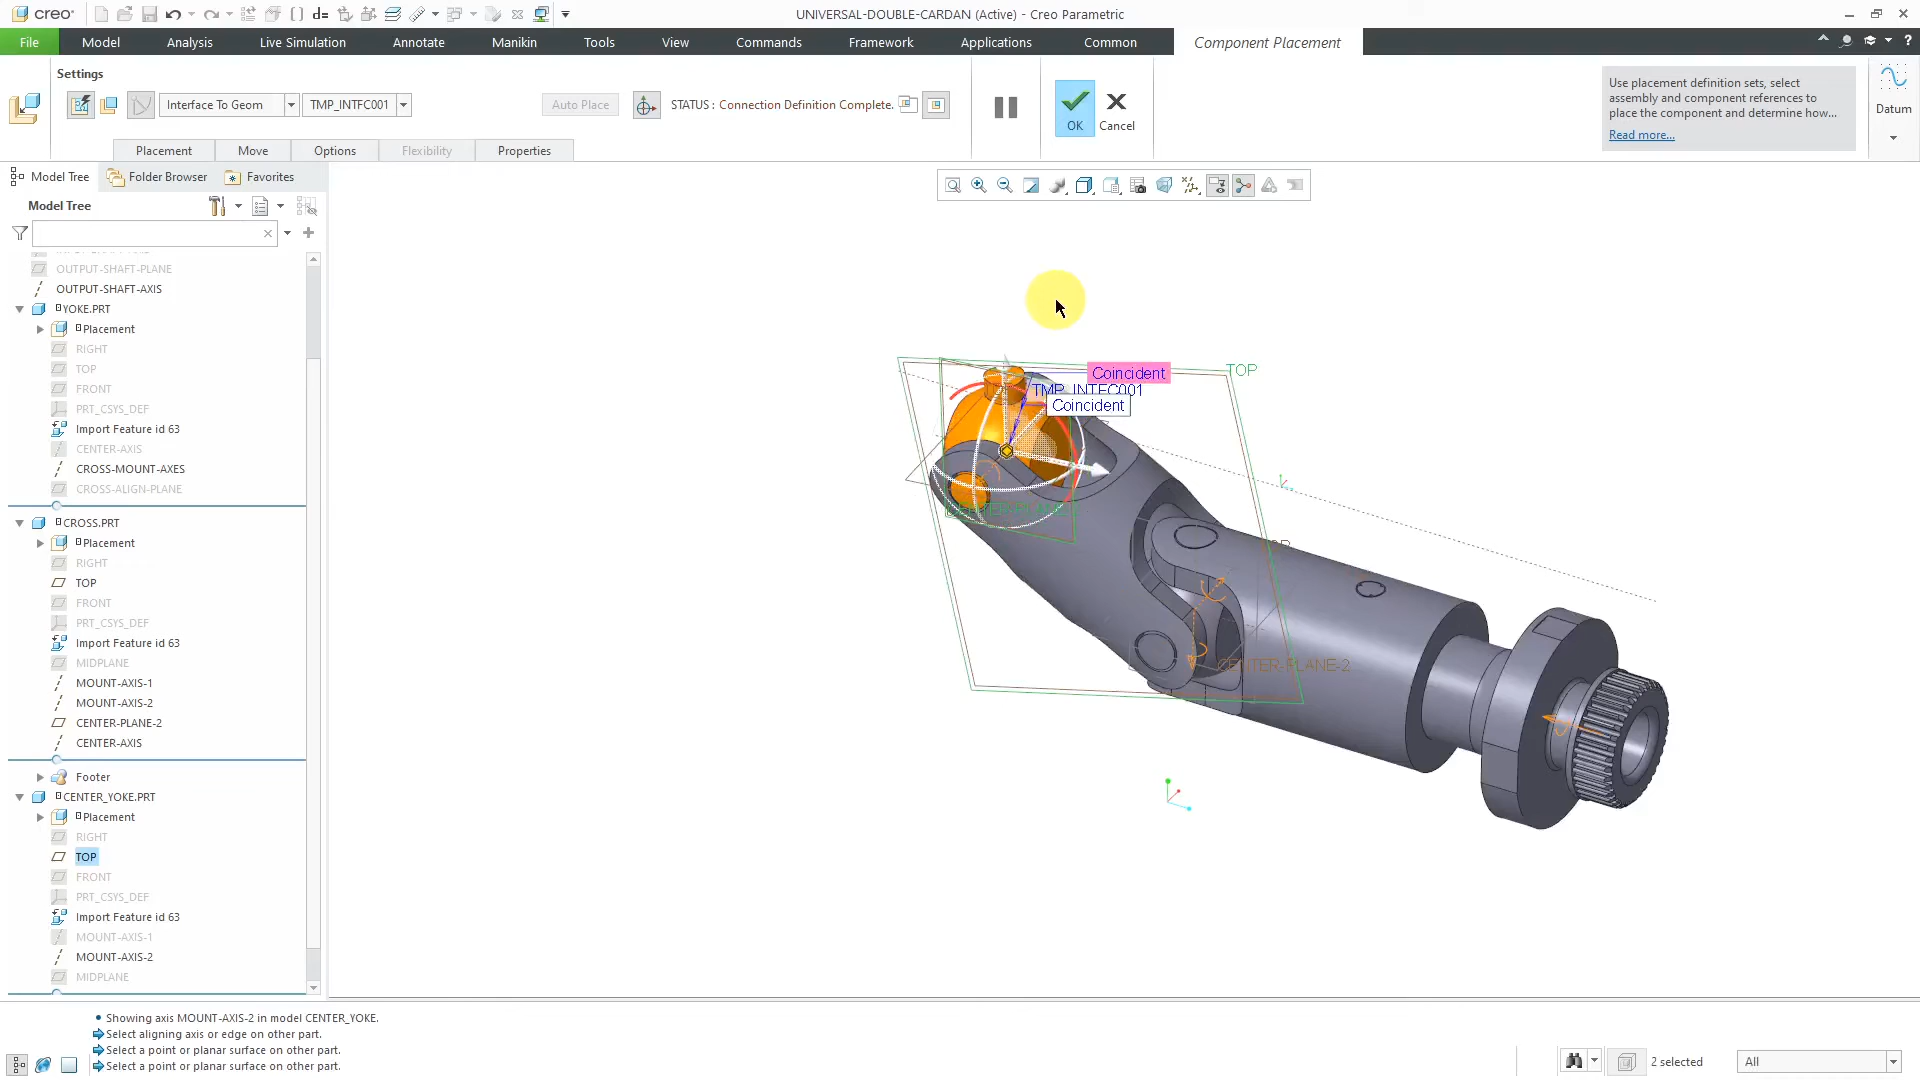 creo
UNIVERSAL-DOUBLE-CARDAN (Active) - Creo Parametric
File Model Analysis Live Simulation Annotate Manikin Tools View Commands Framework Applications Common Component Placement
Settings
Interface To Geom TMP_INTFC001 Auto Place STATUS : Connection Definition Complete.
OK Cancel
Use placement definition sets, select
assembly and component references to
place the component and determine how...
Read more...
Datum
Placement Move Options Flexibility Properties
Model Tree Folder Browser Favorites
Model Tree
OUTPUT-SHAFT-PLANE
OUTPUT-SHAFT-AXIS
YOKE.PRT
Placement
RIGHT
TOP
FRONT
PRT_CSYS_DEF
Import Feature id 63
CENTER-AXIS
CROSS-MOUNT-AXES
CROSS-ALIGN-PLANE
CROSS.PRT
Placement
RIGHT
TOP
FRONT
PRT_CSYS_DEF
Import Feature id 63
MIDPLANE
MOUNT-AXIS-1
MOUNT-AXIS-2
CENTER-PLANE-2
CENTER-AXIS
Footer
CENTER_YOKE.PRT
Placement
RIGHT
TOP
FRONT
PRT_CSYS_DEF
Import Feature id 63
MOUNT-AXIS-1
MOUNT-AXIS-2
MIDPLANE
TOP
Coincident
TMP_INTFC001
Coincident
CENTER-PLANE-2
Showing axis MOUNT-AXIS-2 in model CENTER_YOKE.
Select aligning axis or edge on other part.
Select a point or planar surface on other part.
Select a point or planar surface on other part.
2 selected
All